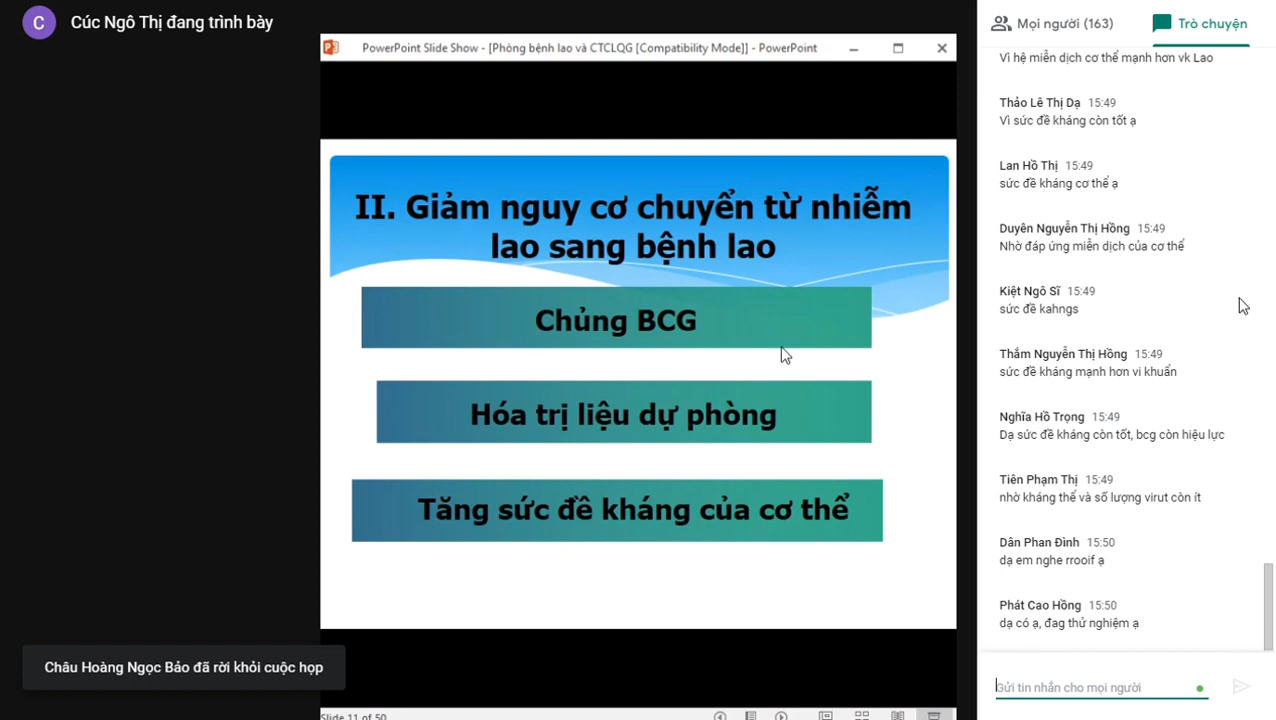 C
Cúc Ngô Thị đang trình bày
PowerPoint Slide Show - [Phòng bệnh lao và CTCLQG [Compatibility Mode]] - PowerPoint
II. Giảm nguy cơ chuyển từ nhiễm
lao sang bệnh lao
Chủng BCG
Hóa trị liệu dự phòng
Tăng sức đề kháng của cơ thể
Slide 11 of 50
Châu Hoàng Ngọc Bảo đã rời khỏi cuộc họp
Mọi người (163)
Trò chuyện
Vì hệ miễn dịch cơ thể mạnh hơn vk Lao
Thảo Lê Thị Dạ 15:49
Vì sức đề kháng còn tốt ạ
Lan Hồ Thị 15:49
sức đề kháng cơ thể ạ
Duyên Nguyễn Thị Hồng 15:49
Nhờ đáp ứng miễn dịch của cơ thể
Kiệt Ngô Sĩ 15:49
sức đề kahngs
Thắm Nguyễn Thị Hồng 15:49
sức đề kháng mạnh hơn vi khuẩn
Nghĩa Hồ Trọng 15:49
Dạ sức đề kháng còn tốt, bcg còn hiệu lực
Tiên Phạm Thị 15:49
nhờ kháng thể và số lượng virut còn ít
Dân Phan Đình 15:50
dạ em nghe rrooif ạ
Phát Cao Hồng 15:50
dạ có ạ, đag thử nghiệm ạ
Gửi tin nhắn cho mọi người